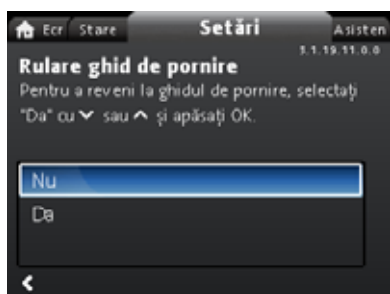 Ecr Stare Setări Asisten
3.1.19.11.0.0
Rulare ghid de pornire
Pentru a reveni la ghidul de pornire, selectați
"Da" cu sau și apăsați OK.
Nu
Da